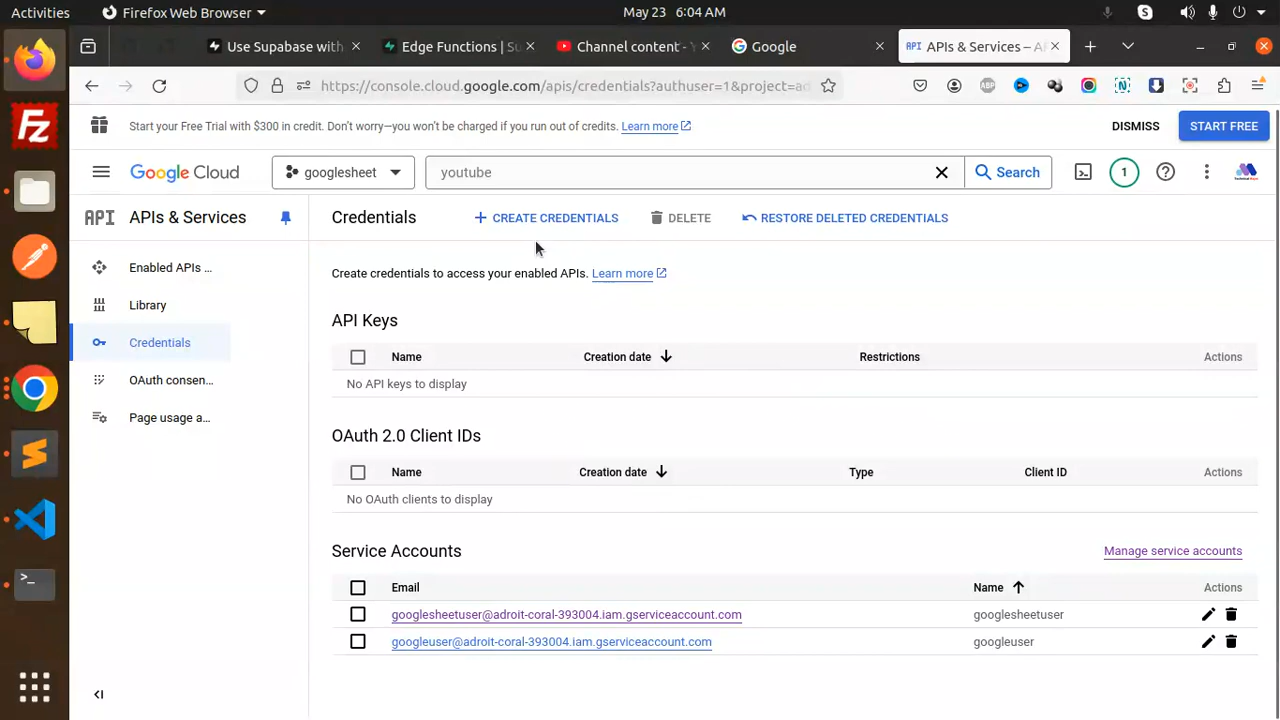 Activities
Firefox Web Browser
May 23 6:04 AM
Use Supabase with
Edge Functions | Su
Channel content - Y
Google
API APIs & Services – AP
https://console.cloud.google.com/apis/credentials?authuser=1&project=ad
ABP
N
Start your Free Trial with $300 in credit. Don't worry—you won't be charged if you run out of credits. Learn more
DISMISS
START FREE
Google Cloud
googlesheet
youtube
Search
1
API APIs & Services
Credentials
+ CREATE CREDENTIALS
DELETE
RESTORE DELETED CREDENTIALS
Enabled APIs ...
Library
Credentials
OAuth consen...
Page usage a...
Create credentials to access your enabled APIs. Learn more
API Keys
Name Creation date Restrictions Actions
No API keys to display
OAuth 2.0 Client IDs
Name Creation date Type Client ID Actions
No OAuth clients to display
Service Accounts
Manage service accounts
Email Name Actions
googlesheetuser@adroit-coral-393004.iam.gserviceaccount.com googlesheetuser
googleuser@adroit-coral-393004.iam.gserviceaccount.com googleuser